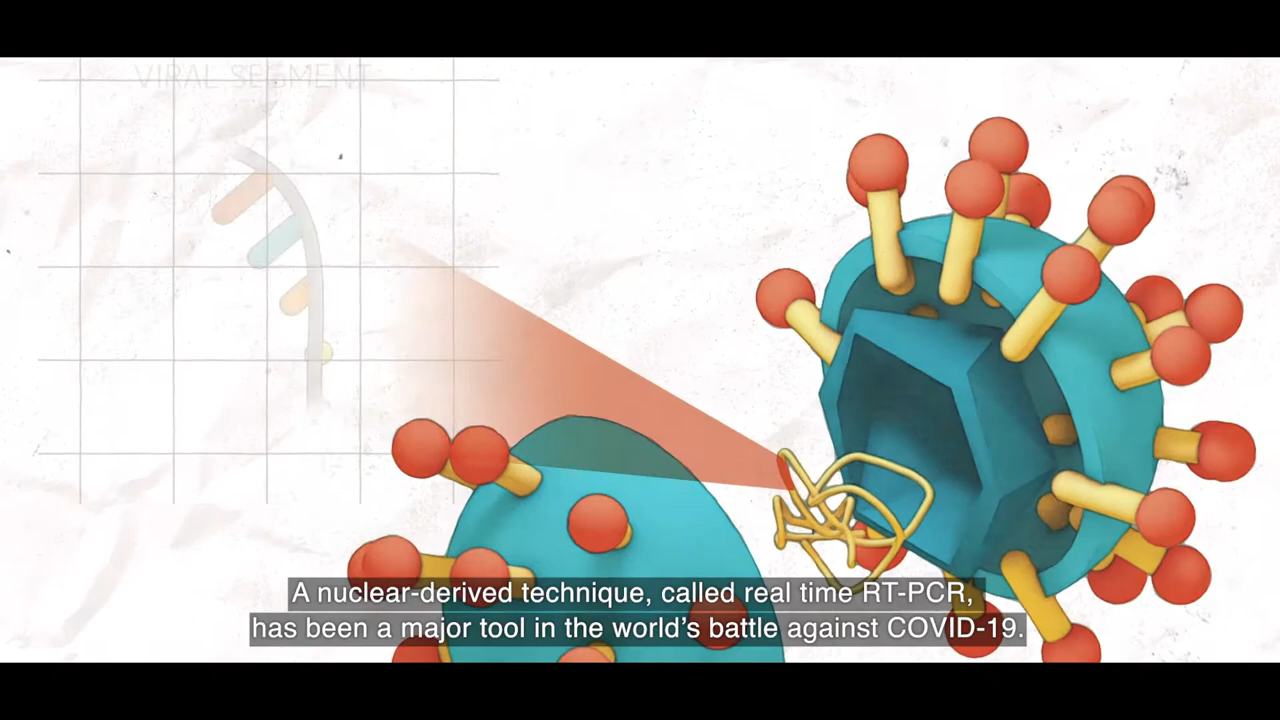 VIRAL SEGMENT
A nuclear-derived technique, called real time RT-PCR,
has been a major tool in the world's battle against COVID-19.